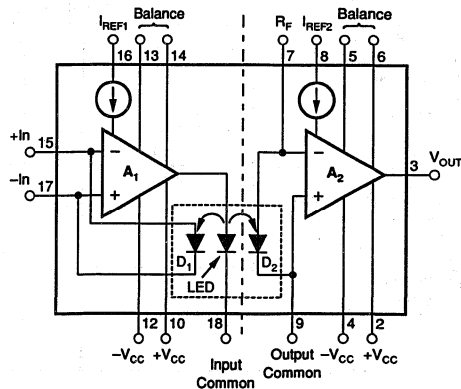 IREF1 Balance RF IREF2 Balance
16 13 14 7 8 5 6
+In 15
− A1 +
−In 17
− A2 +
3 VOUT
D1 LED D2
12 10 18 9 4 2
−VCC +VCC Input Common Output Common −VCC +VCC